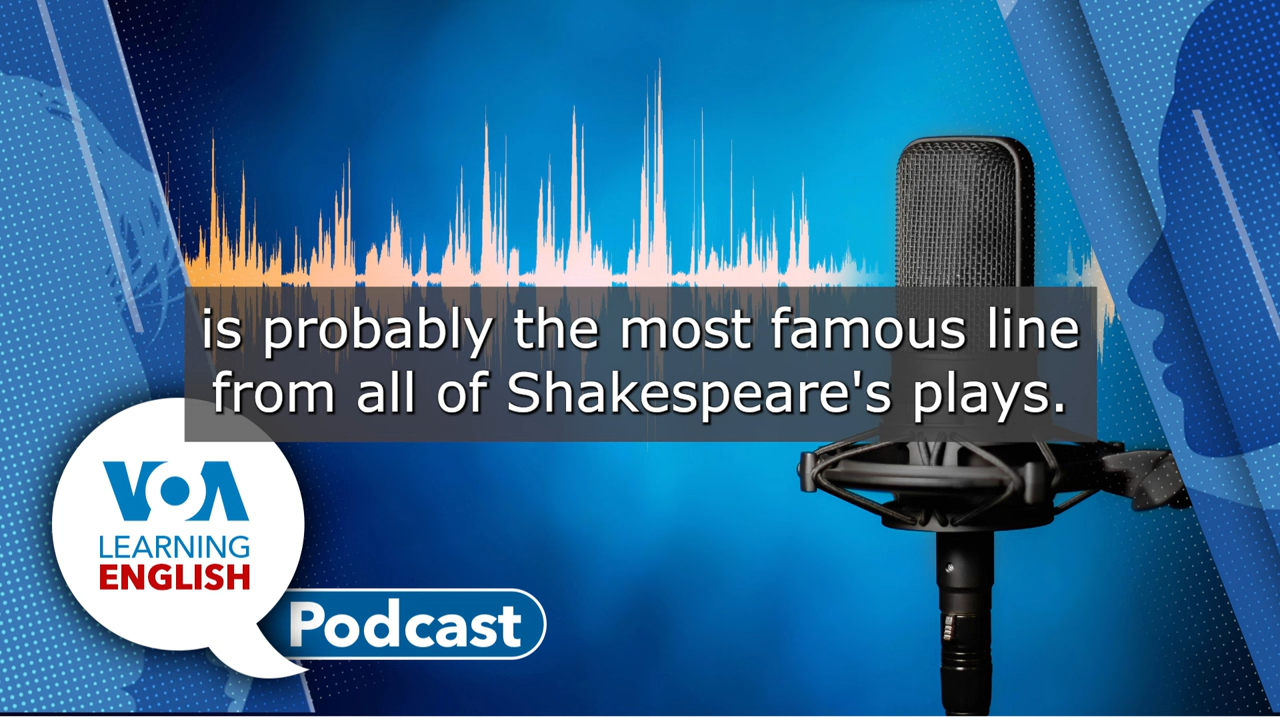 is probably the most famous line
from all of Shakespeare's plays.
VOA
LEARNING
ENGLISH
Podcast